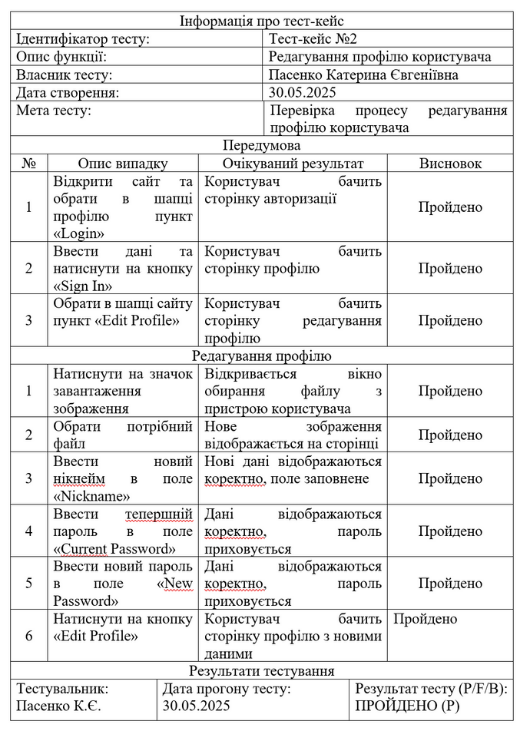 Інформація про тест-кейс
Ідентифікатор тесту: Тест-кейс №2
Опис функції: Редагування профілю користувача
Власник тесту: Пасенко Катерина Євгеніївна
Дата створення: 30.05.2025
Мета тесту: Перевірка процесу редагування
профілю користувача
Передумова
№ Опис випадку Очікуваний результат Висновок
1
Відкрити сайт та
обрати в шапці
профілю пункт
«Login»
Користувач бачить
сторінку авторизації
Пройдено
2
Ввести дані та
натиснути на кнопку
«Sign In»
Користувач бачить
сторінку профілю
Пройдено
3
Обрати в шапці сайту
пункт «Edit Profile»
Користувач бачить
сторінку редагування
профілю
Пройдено
Редагування профілю
1
Натиснути на значок
завантаження
зображення
Відкривається вікно
обирання файлу з
пристрою користувача
Пройдено
2
Обрати потрібний
файл
Нове зображення
відображається на сторінці
Пройдено
3
Ввести новий
нікнейм в поле
«Nickname»
Нові дані відображаються
коректно, поле заповнене
Пройдено
4
Ввести тепершній
пароль в поле
«Current Password»
Дані відображаються
коректно, пароль
приховується
Пройдено
5
Ввести новий пароль
в поле «New
Password»
Дані відображаються
коректно, пароль
приховується
Пройдено
6
Натиснути на кнопку
«Edit Profile»
Користувач бачить
сторінку профілю з новими
даними
Пройдено
Результати тестування
Тестувальник:
Пасенко К.Є.
Дата прогону тесту:
30.05.2025
Результат тесту (P/F/B):
ПРОЙДЕНО (P)